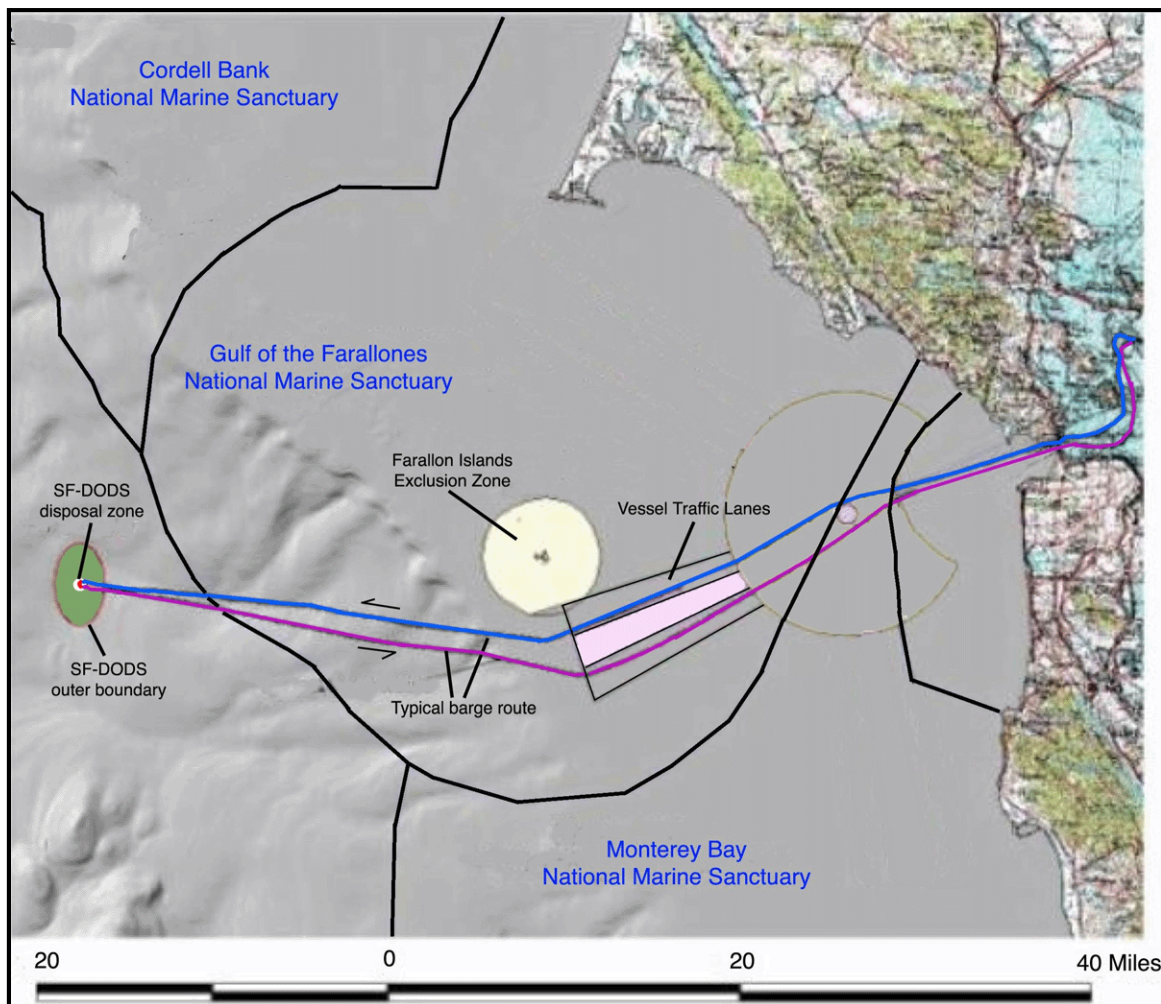 Cordell Bank
National Marine Sanctuary
Gulf of the Farallones
National Marine Sanctuary
Farallon Islands
Exclusion Zone
SF-DODS
disposal zone
Vessel Traffic Lanes
SF-DODS
outer boundary
Typical barge route
Monterey Bay
National Marine Sanctuary
20 0 20 40 Miles